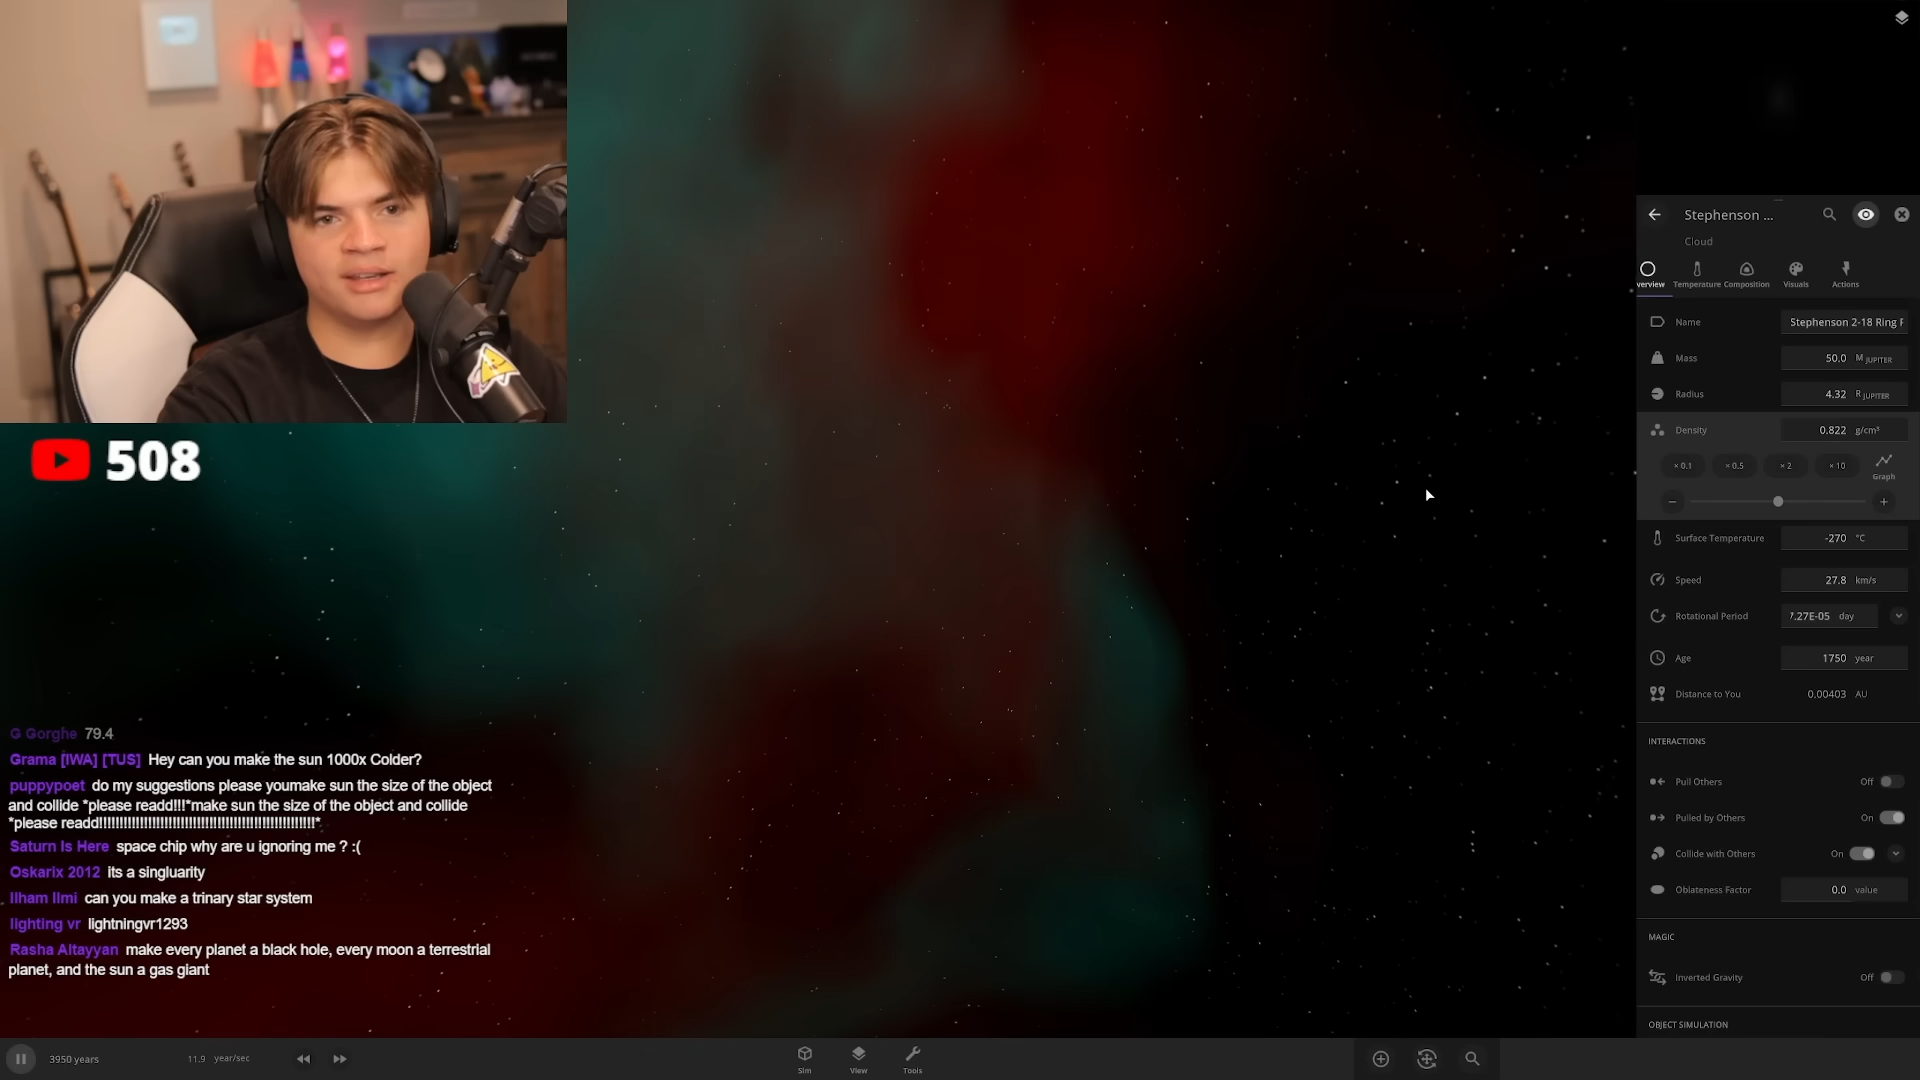 508
G Gorghe 79.4
Grama [IWA] [TUS] Hey can you make the sun 1000x Colder?
puppypoet do my suggestions please youmake sun the size of the object
and collide *please readd!!!*make sun the size of the object and collide
*please readd!!!!!!!!!!!!!!!!!!!!!!!!!!!!!!!!!!!!!!!!!!!!!!!!!!!!!!*
Saturn Is Here space chip why are u ignoring me ? :(
Oskarix 2012 its a singluarity
Ilham Ilmi can you make a trinary star system
lighting vr lightningvr1293
Rasha Altayyan make every planet a black hole, every moon a terrestrial
planet, and the sun a gas giant
Stephenson ...
Cloud
verview Temperature Composition Visuals Actions
Name Stephenson 2-18 Ring F
Mass 50.0 M JUPITER
Radius 4.32 R JUPITER
Density 0.822 g/cm³
× 0.1 × 0.5 × 2 × 10 Graph
Surface Temperature -270 °C
Speed 27.8 km/s
Rotational Period 7.27E-05 day
Age 1750 year
Distance to You 0.00403 AU
INTERACTIONS
Pull Others Off
Pulled by Others On
Collide with Others On
Oblateness Factor 0.0 value
MAGIC
Inverted Gravity Off
OBJECT SIMULATION
3950 years 11.9 year/sec
Sim View Tools